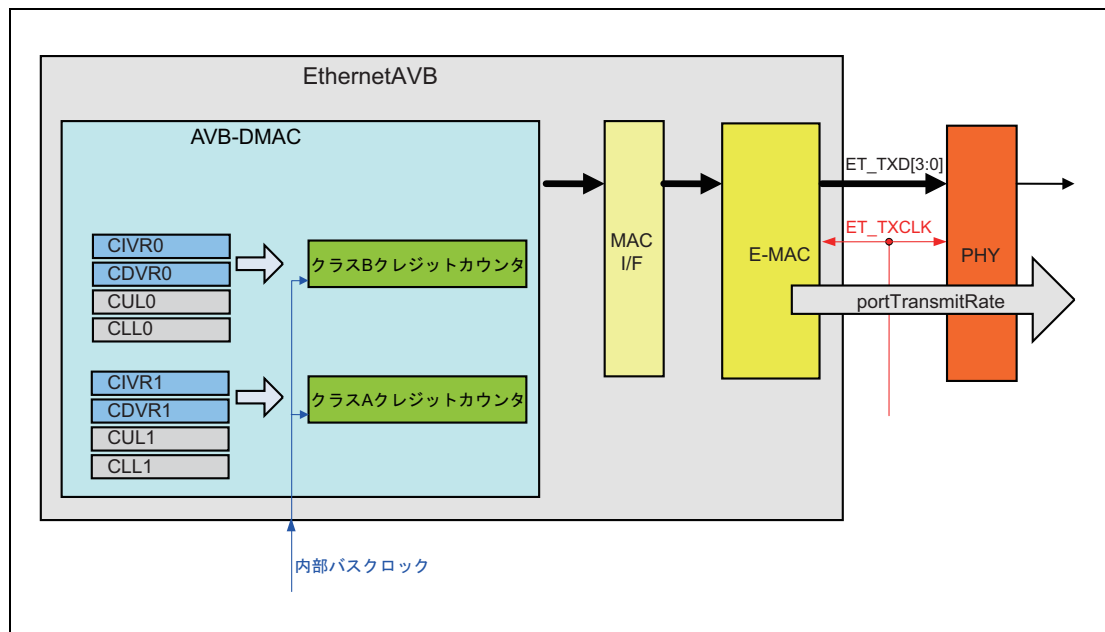 EthernetAVB
AVB-DMAC
CIVR0
CDVR0
CUL0
CLL0
クラスBクレジットカウンタ
CIVR1
CDVR1
CUL1
CLL1
クラスAクレジットカウンタ
内部バスクロック
MAC
I/F
E-MAC
ET_TXD[3:0]
ET_TXCLK
PHY
portTransmitRate